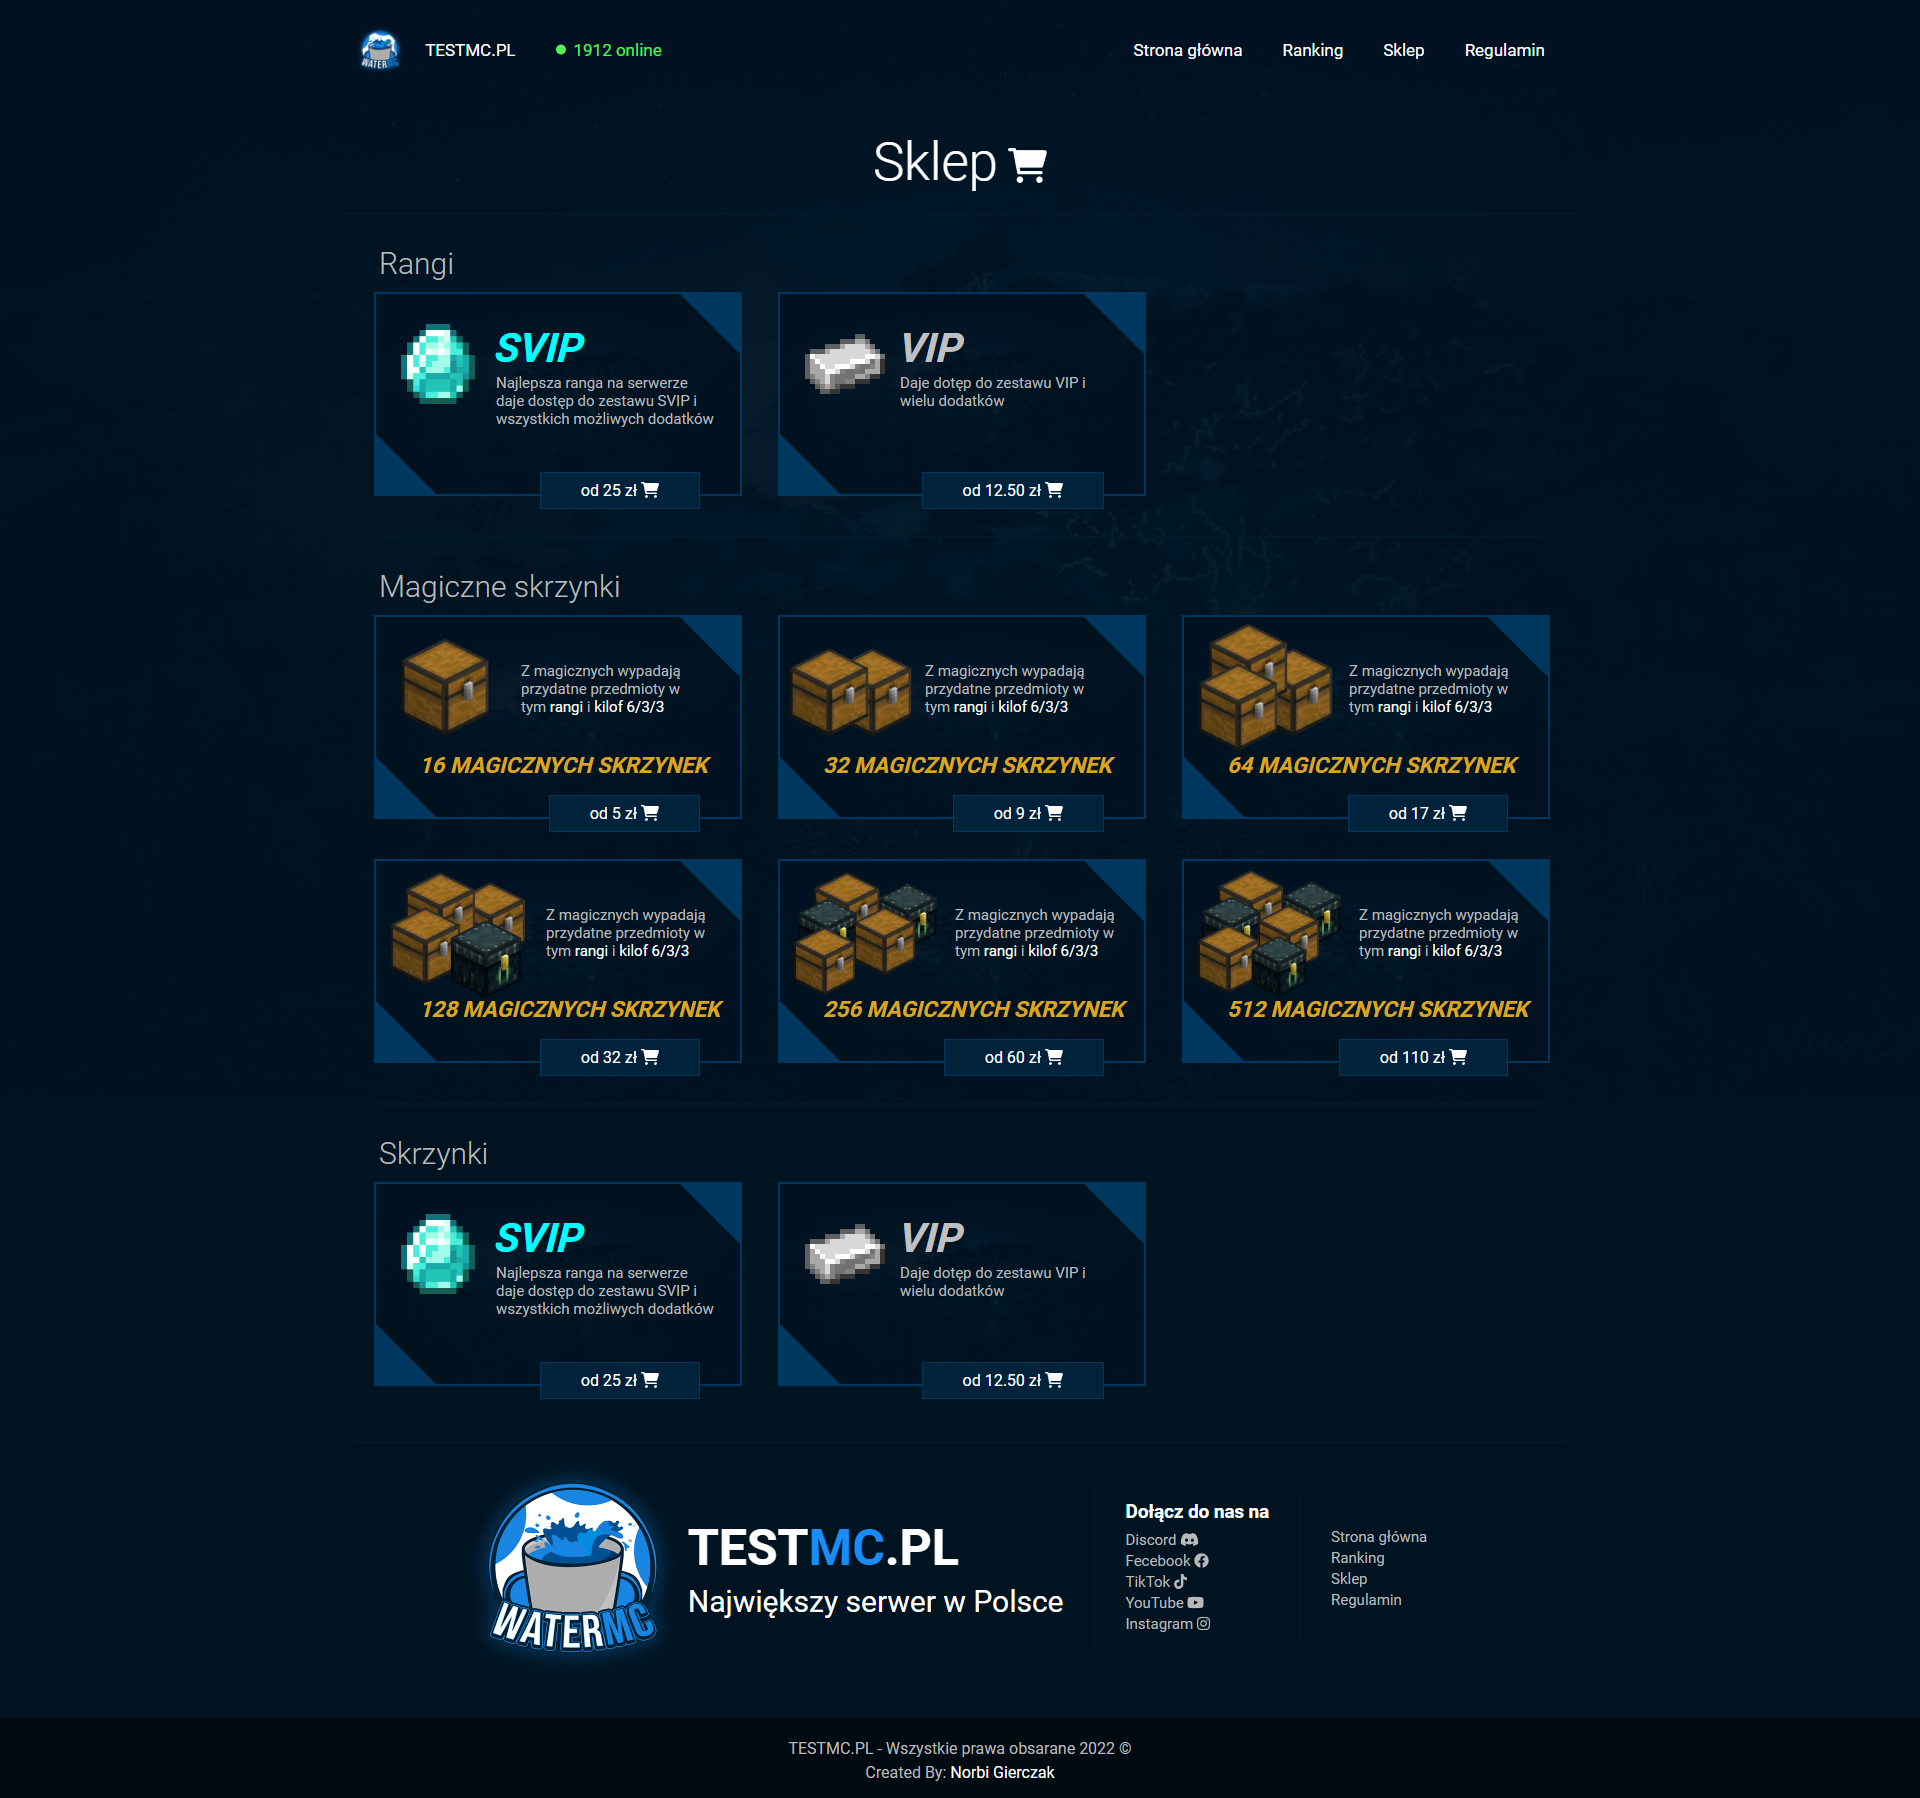 WATERMC
TESTMC.PL
1912 online
Strona główna
Ranking
Sklep
Regulamin
Sklep
Rangi
SVIP
Najlepsza ranga na serwerze
daje dostęp do zestawu SVIP i
wszystkich możliwych dodatków
od 25 zł
VIP
Daje dotęp do zestawu VIP i
wielu dodatków
od 12.50 zł
Magiczne skrzynki
Z magicznych wypadają
przydatne przedmioty w
tym rangi i kilof 6/3/3
16 MAGICZNYCH SKRZYNEK
od 5 zł
Z magicznych wypadają
przydatne przedmioty w
tym rangi i kilof 6/3/3
32 MAGICZNYCH SKRZYNEK
od 9 zł
Z magicznych wypadają
przydatne przedmioty w
tym rangi i kilof 6/3/3
64 MAGICZNYCH SKRZYNEK
od 17 zł
Z magicznych wypadają
przydatne przedmioty w
tym rangi i kilof 6/3/3
128 MAGICZNYCH SKRZYNEK
od 32 zł
Z magicznych wypadają
przydatne przedmioty w
tym rangi i kilof 6/3/3
256 MAGICZNYCH SKRZYNEK
od 60 zł
Z magicznych wypadają
przydatne przedmioty w
tym rangi i kilof 6/3/3
512 MAGICZNYCH SKRZYNEK
od 110 zł
Skrzynki
SVIP
Najlepsza ranga na serwerze
daje dostęp do zestawu SVIP i
wszystkich możliwych dodatków
od 25 zł
VIP
Daje dotęp do zestawu VIP i
wielu dodatków
od 12.50 zł
WATERMC
TESTMC.PL
Największy serwer w Polsce
Dołącz do nas na
Discord
Fecebook
TikTok
YouTube
Instagram
Strona główna
Ranking
Sklep
Regulamin
TESTMC.PL - Wszystkie prawa obsarane 2022 ©
Created By: Norbi Gierczak